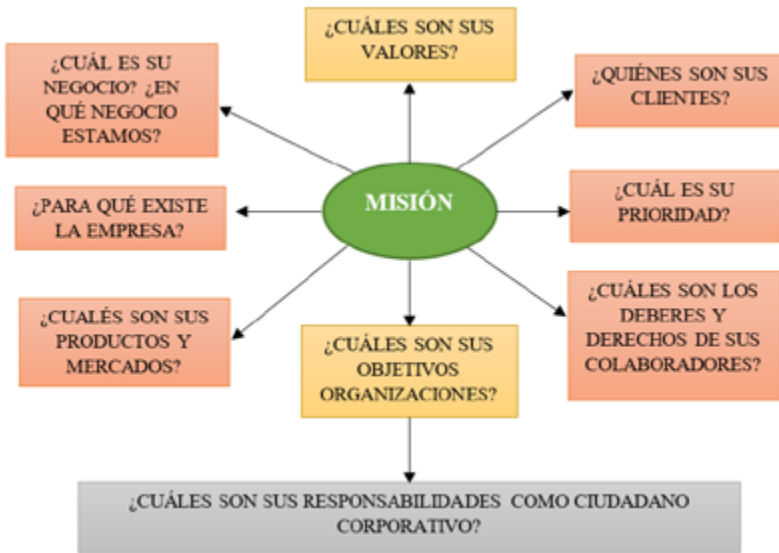 ¿CUÁLES SON SUS
VALORES?
¿CUÁL ES SU
NEGOCIO? ¿EN
QUÉ NEGOCIO
ESTAMOS?
¿QUIÉNES SON SUS
CLIENTES?
MISIÓN
¿PARA QUÉ EXISTE
LA EMPRESA?
¿CUÁL ES SU
PRIORIDAD?
¿CUALÉS SON SUS
PRODUCTOS Y
MERCADOS?
¿CUÁLES SON SUS
OBJETIVOS
ORGANIZACIONES?
¿CUÁLES SON LOS
DEBERES Y
DERECHOS DE SUS
COLABORADORES?
¿CUÁLES SON SUS RESPONSABILIDADES COMO CIUDADANO
CORPORATIVO?